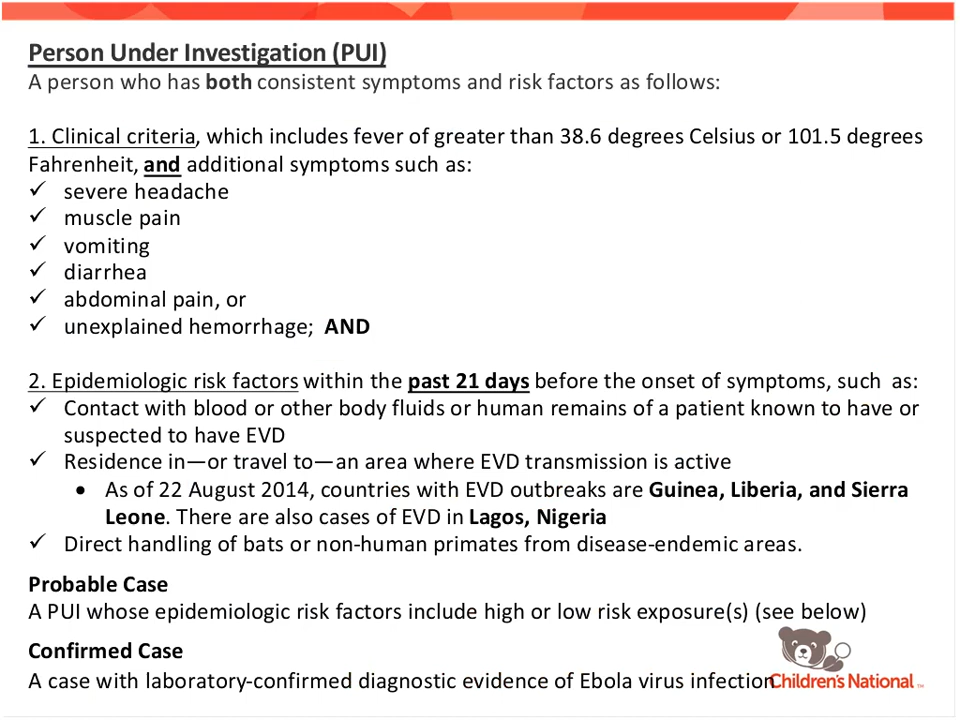 Person Under Investigation (PUI)
A person who has both consistent symptoms and risk factors as follows:
1. Clinical criteria, which includes fever of greater than 38.6 degrees Celsius or 101.5 degrees
Fahrenheit, and additional symptoms such as:
✓ severe headache
✓ muscle pain
✓ vomiting
✓ diarrhea
✓ abdominal pain, or
✓ unexplained hemorrhage; AND
2. Epidemiologic risk factors within the past 21 days before the onset of symptoms, such as:
✓ Contact with blood or other body fluids or human remains of a patient known to have or
suspected to have EVD
✓ Residence in—or travel to—an area where EVD transmission is active
• As of 22 August 2014, countries with EVD outbreaks are Guinea, Liberia, and Sierra
Leone. There are also cases of EVD in Lagos, Nigeria
✓ Direct handling of bats or non-human primates from disease-endemic areas.
Probable Case
A PUI whose epidemiologic risk factors include high or low risk exposure(s) (see below)
Confirmed Case
A case with laboratory-confirmed diagnostic evidence of Ebola virus infection
Children's National ™